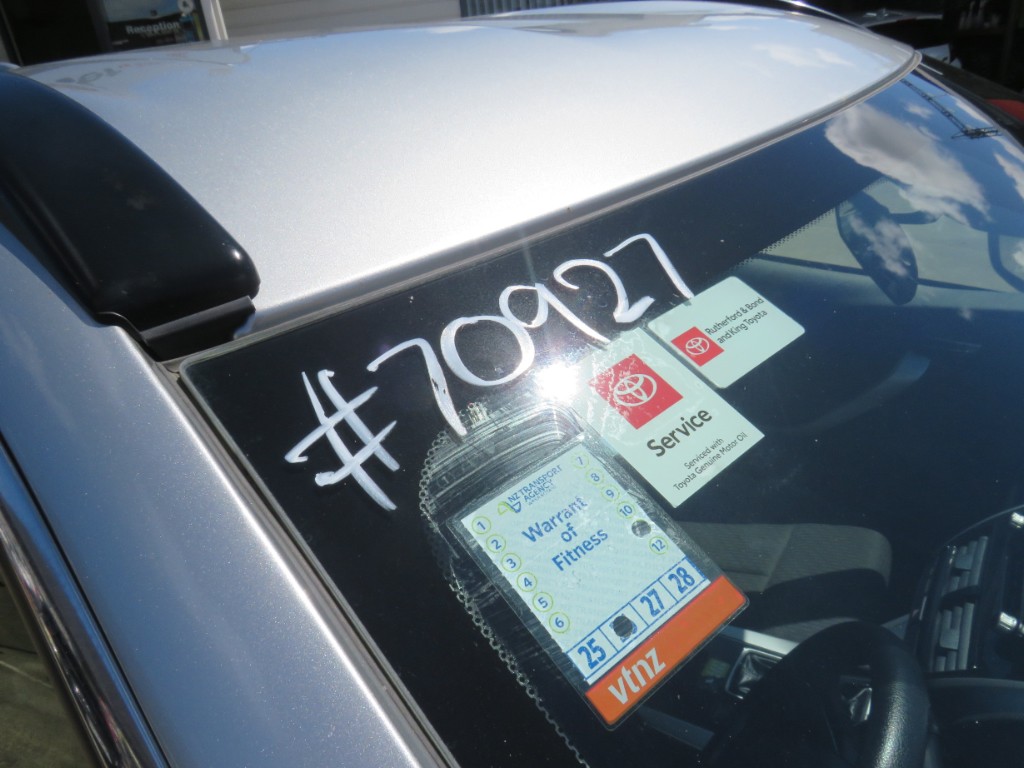 Reception
#70927
Rutherford & Bond
and King Toyota
Service
Serviced with
Toyota Genuine Motor Oil
NZ TRANSPORT
AGENCY
Warrant
of
Fitness
1
2
3
4
5
6
7
8
9
10
12
25 27 28
vtnz